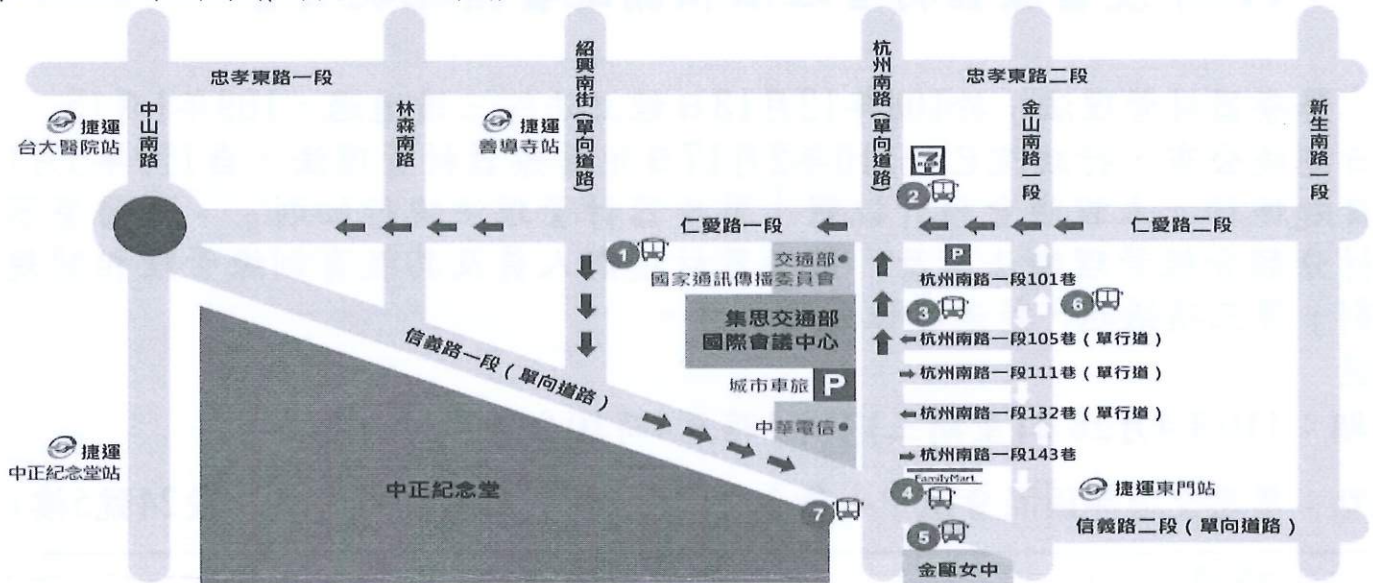 忠孝東路一段
忠孝東路二段
捷運
台大醫院站
中山南路
林森南路
捷運
善導寺站
紹興南街(單向道路)
杭州南路(單向道路)
金山南路一段
新生南路一段
2
仁愛路一段
仁愛路二段
1
交通部
國家通訊傳播委員會
P
杭州南路一段101巷
3
6
集思交通部
國際會議中心
杭州南路一段105巷(單行道)
信義路一段(單向道路)
城市車旅 P
杭州南路一段111巷(單行道)
中華電信
杭州南路一段132巷(單行道)
杭州南路一段143巷
捷運
中正紀念堂站
中正紀念堂
FamilyMart
4
捷運東門站
7
5
信義路二段(單向道路)
金甌女中